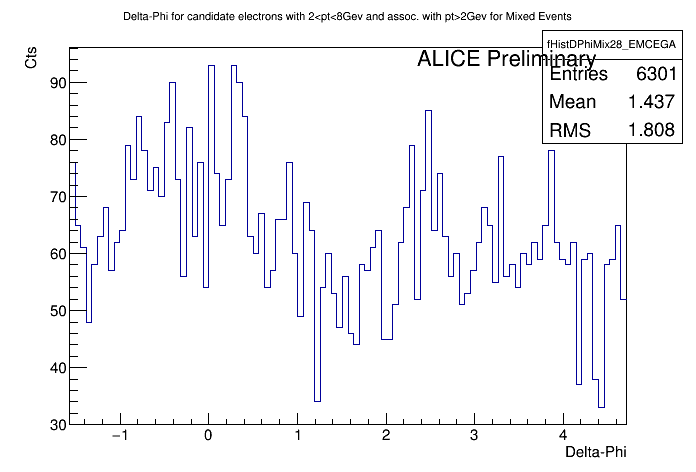 Delta-Phi for candidate electrons with 2<pt<8Gev and assoc. with pt>2Gev for Mixed Events
fHistDPhiMix28_EMCEGA
ALICE Preliminary
Entries 6301
Mean 1.437
RMS 1.808
Cts
90
80
70
60
50
40
30
−1 0 1 2 3 4
Delta-Phi